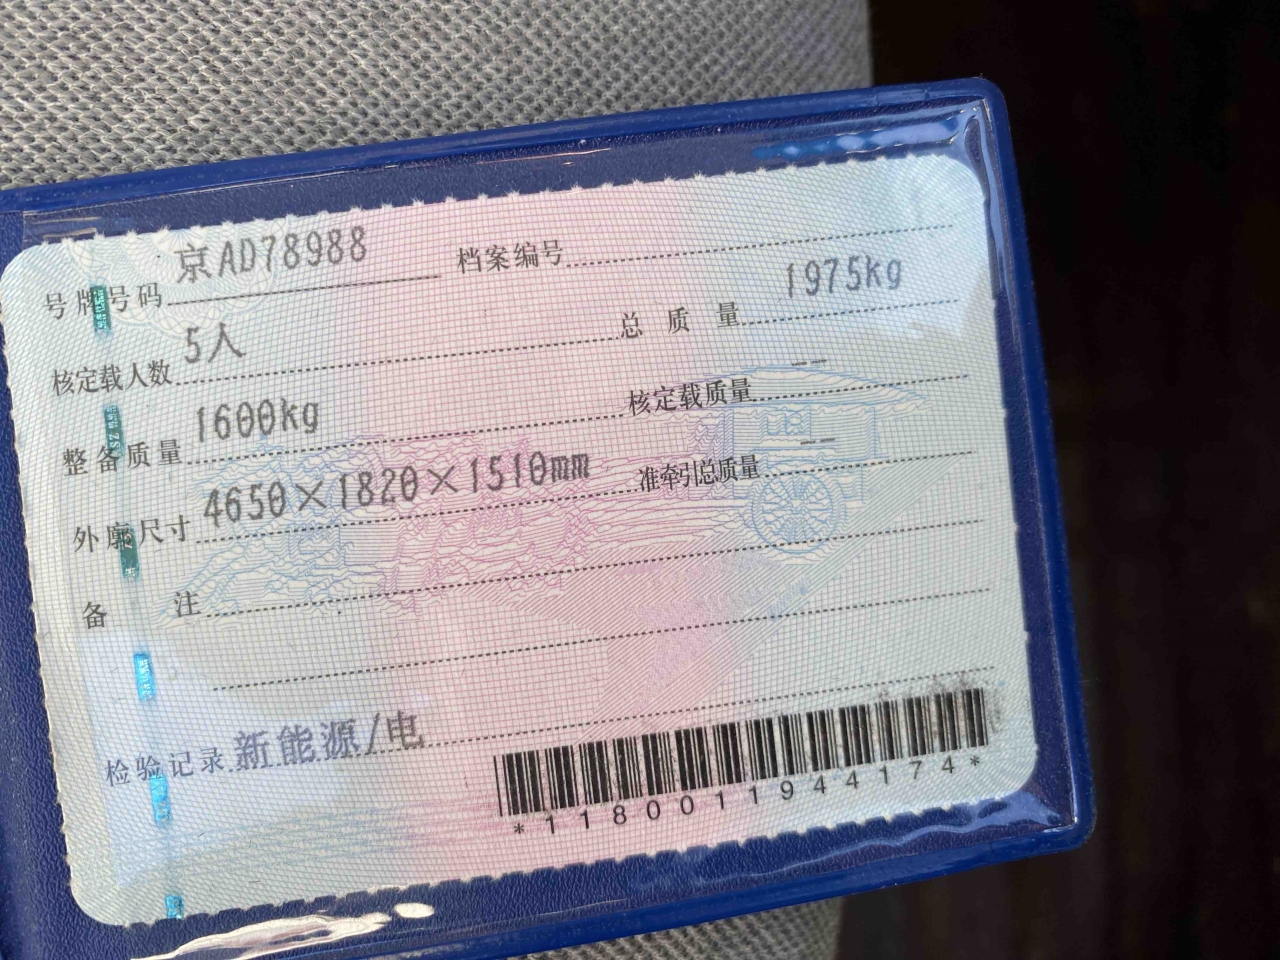 号牌号码 京AD78988 档案编号
核定载人数 5人 总质量 1975kg
整备质量 1600kg 核定载质量 --
外廓尺寸 4650×1820×1510mm 准牵引总质量 --
备注
检验记录 新能源/电
*1180011944174*